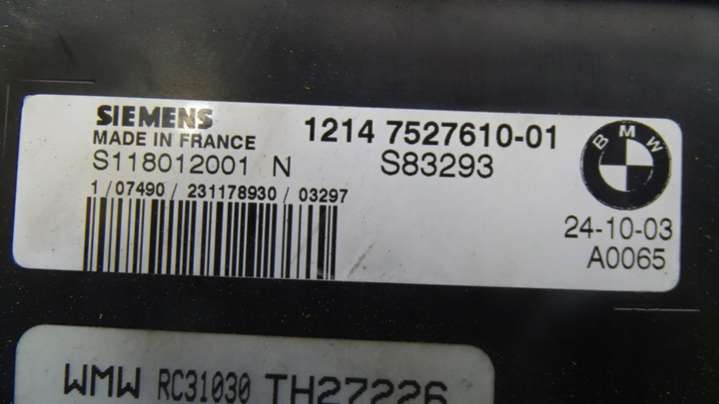 SIEMENS 1214 7527610-01 BMW
MADE IN FRANCE
S118012001 N S83293
1/07490/231178930/03297
24-10-03
A0065
WMW RC31030 TH27226